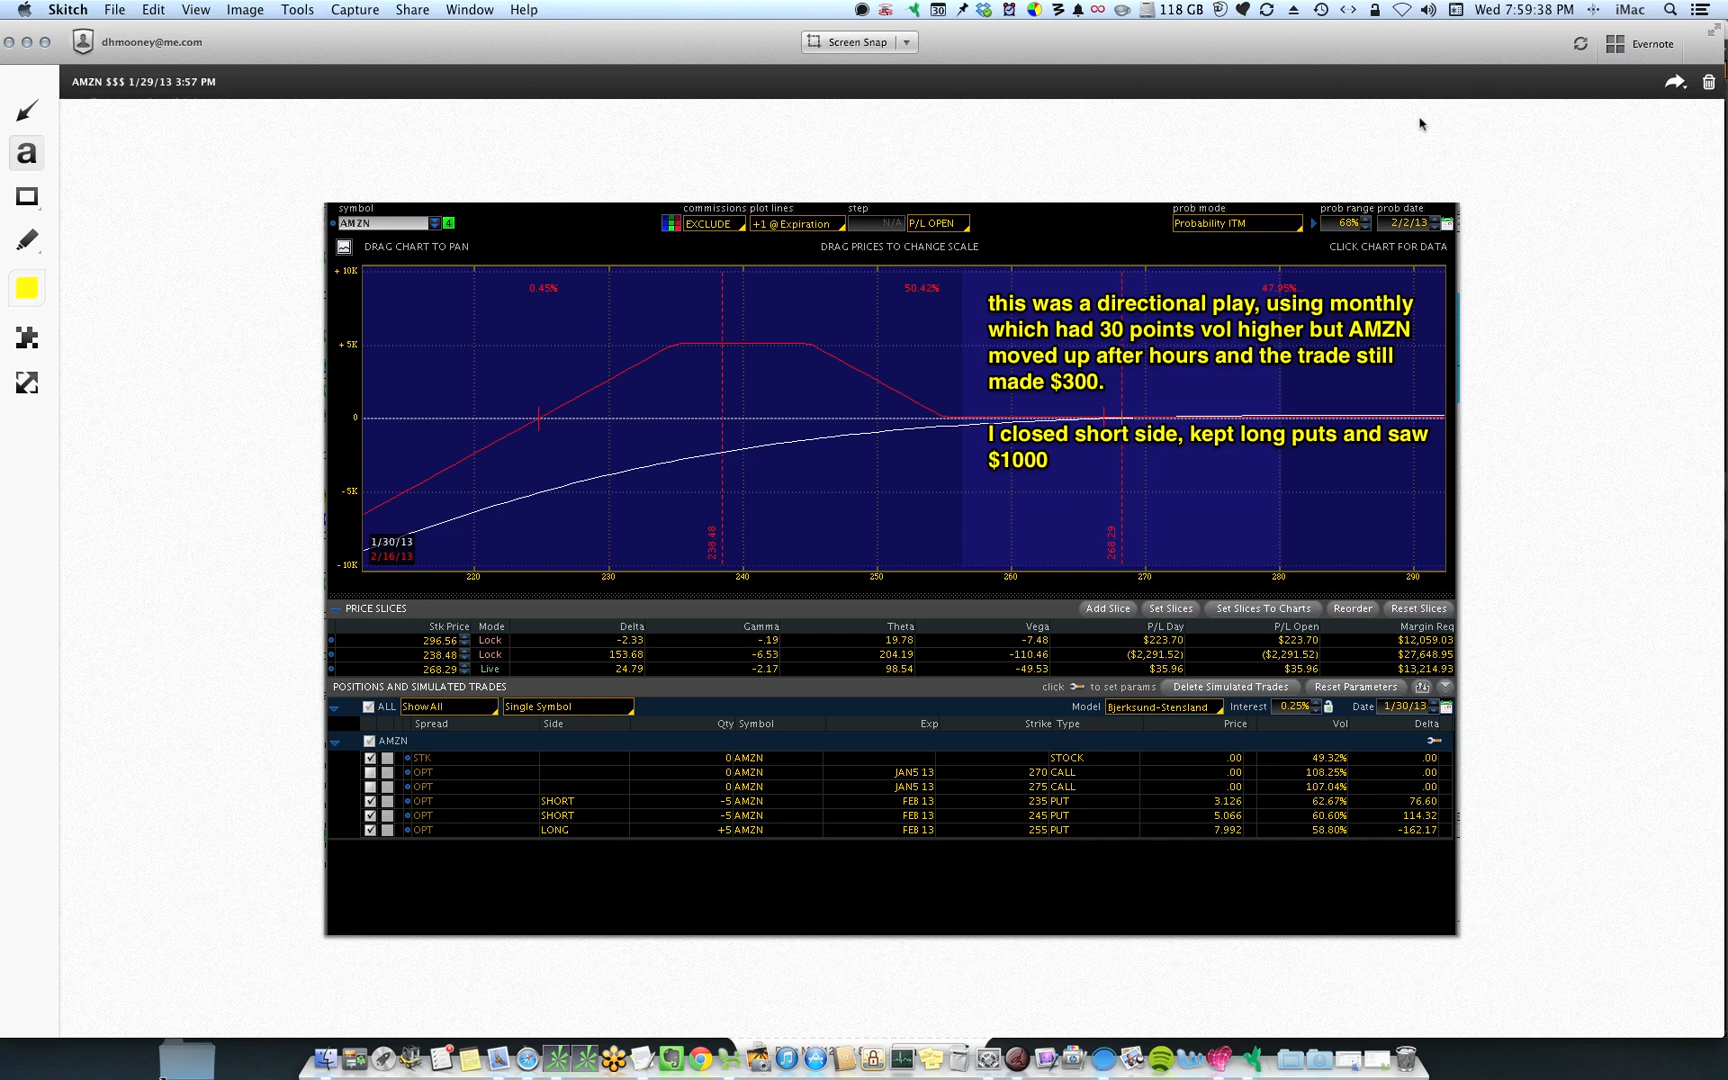 Skitch File Edit View Image Tools Capture Share Window Help 30 118 GB Wed 7:59:38 PM iMac
dhmooney@me.com Screen Snap Evernote
AMZN $$$ 1/29/13 3:57 PM
a
symbol commissions plot lines step prob mode prob range prob date
AMZN 4 EXCLUDE +1 @ Expiration N/A P/L OPEN Probability ITM 68% 2/2/13
DRAG CHART TO PAN DRAG PRICES TO CHANGE SCALE CLICK CHART FOR DATA
+10K
0.45% 50.42% 47.95%
this was a directional play, using monthly
which had 30 points vol higher but AMZN
+5K
moved up after hours and the trade still
made $300.
0
I closed short side, kept long puts and saw
$1000
-5K
238.48 268.29
1/30/13
2/16/13
-10K
220 230 240 250 260 270 280 290
PRICE SLICES Add Slice Set Slices Set Slices To Charts Reorder Reset Slices
Stk Price Mode Delta Gamma Theta Vega P/L Day P/L Open Margin Req
296.56 Lock -2.33 -.19 19.78 -7.48 $223.70 $223.70 $12,059.03
238.48 Lock 153.68 -6.53 204.19 -110.46 ($2,291.52) ($2,291.52) $27,648.95
268.29 Live 24.79 -2.17 98.54 -49.53 $35.96 $35.96 $13,214.93
POSITIONS AND SIMULATED TRADES click to set params Delete Simulated Trades Reset Parameters
ALL Show All Single Symbol Model Bjerksund-Stensland Interest 0.25% Date 1/30/13
Spread Side Qty Symbol Exp Strike Type Price Vol Delta
AMZN
STK 0 AMZN STOCK .00 49.32% .00
OPT 0 AMZN JAN5 13 270 CALL .00 108.25% .00
OPT 0 AMZN JAN5 13 275 CALL .00 107.04% .00
OPT SHORT -5 AMZN FEB 13 235 PUT 3.126 62.67% 76.60
OPT SHORT -5 AMZN FEB 13 245 PUT 5.066 60.60% 114.32
OPT LONG +5 AMZN FEB 13 255 PUT 7.992 58.80% -162.17